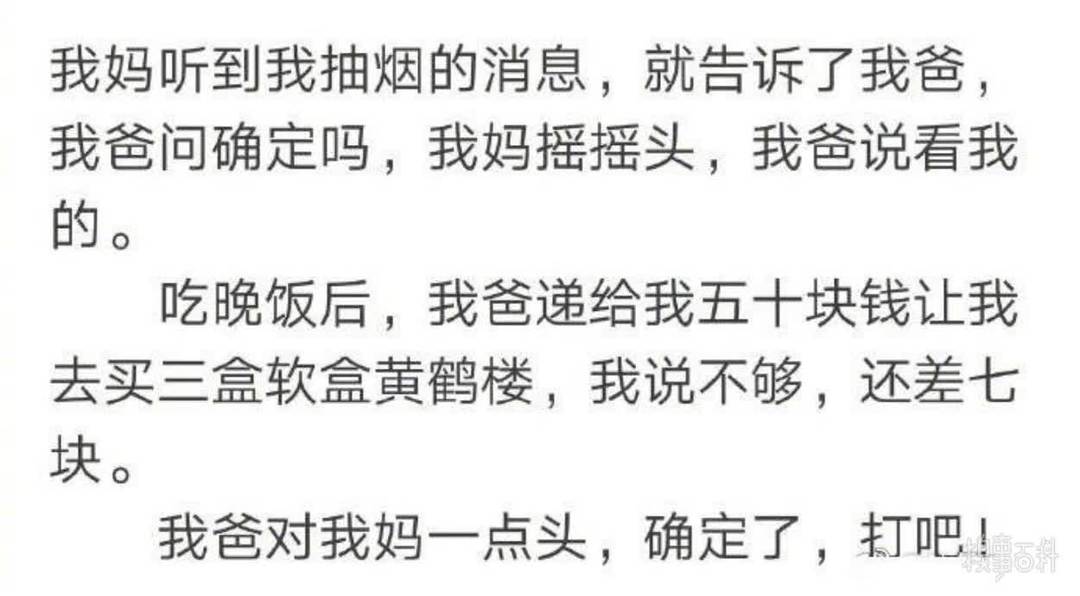 我妈听到我抽烟的消息，就告诉了我爸，
我爸问确定吗，我妈摇摇头，我爸说看我
的。
吃晚饭后，我爸递给我五十块钱让我
去买三盒软盒黄鹤楼，我说不够，还差七
块。
我爸对我妈一点头，确定了，打吧！
糗事百科